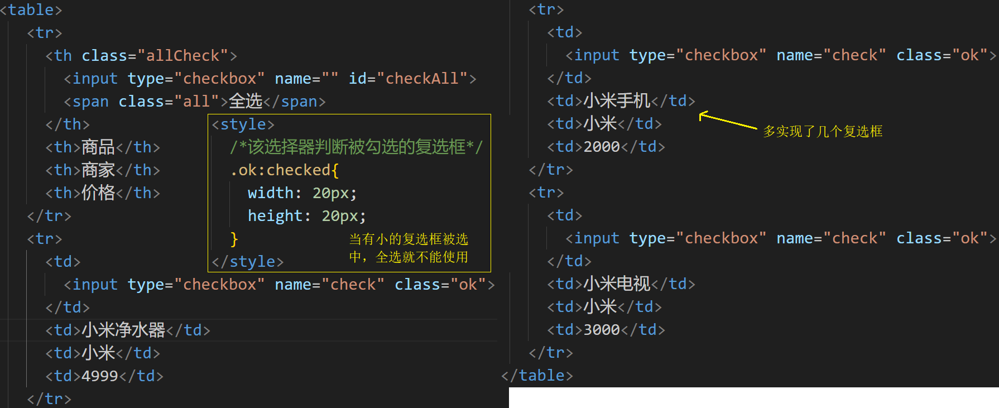 <table>
<tr>
<th class="allCheck">
<input type="checkbox" name="" id="checkAll">
<span class="all">全选</span>
</th>
<th>商品</th>
<th>商家</th>
<th>价格</th>
</tr>
<tr>
<td>
<input type="checkbox" name="check" class="ok">
</td>
<td>小米净水器</td>
<td>小米</td>
<td>4999</td>
</tr>
<style>
/*该选择器判断被勾选的复选框*/
.ok:checked{
width: 20px;
height: 20px;
}
</style>
当有小的复选框被选
中，全选就不能使用
<tr>
<td>
<input type="checkbox" name="check" class="ok">
</td>
<td>小米手机</td>
<td>小米</td>
<td>2000</td>
</tr>
多实现了几个复选框
<tr>
<td>
<input type="checkbox" name="check" class="ok">
</td>
<td>小米电视</td>
<td>小米</td>
<td>3000</td>
</tr>
</table>